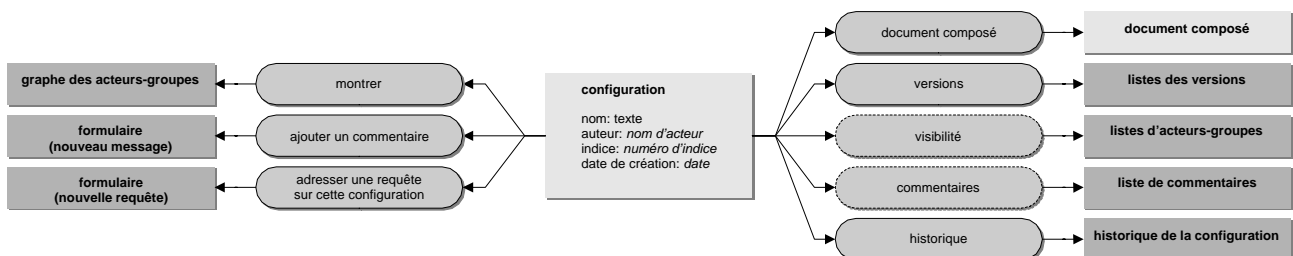 graphe des acteurs-groupes
montrer
formulaire
(nouveau message)
ajouter un commentaire
formulaire
(nouvelle requête)
adresser une requête
sur cette configuration
configuration
nom: texte
auteur: nom d'acteur
indice: numéro d'indice
date de création: date
document composé
document composé
versions
listes des versions
visibilité
listes d'acteurs-groupes
commentaires
liste de commentaires
historique
historique de la configuration